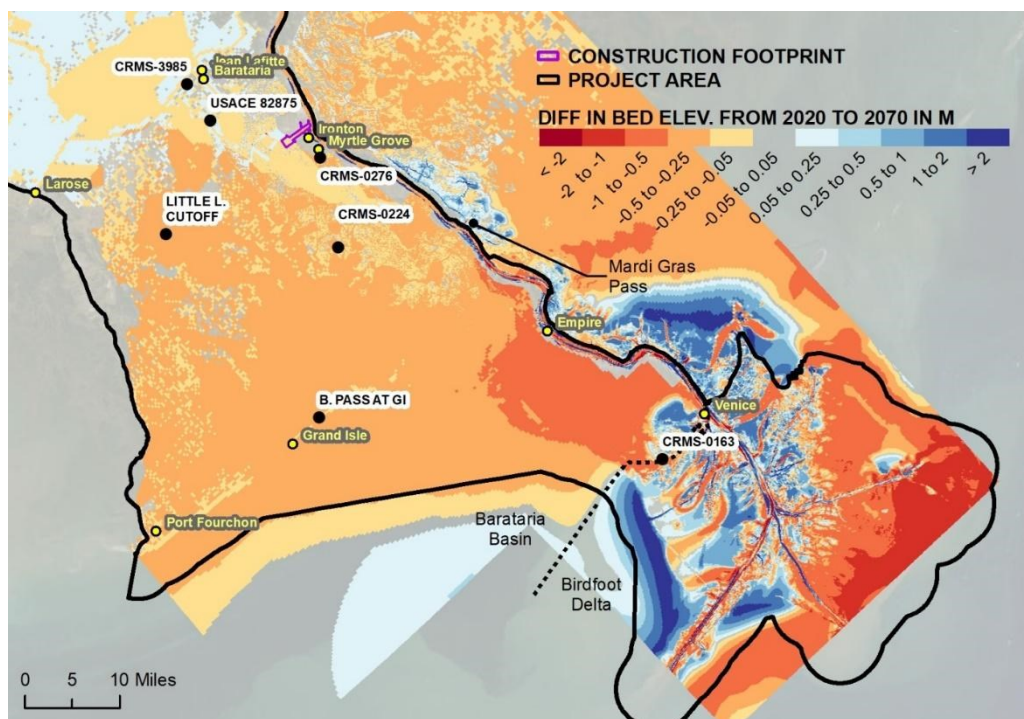 CONSTRUCTION FOOTPRINT
PROJECT AREA
DIFF IN BED ELEV. FROM 2020 TO 2070 IN M
< -2
-2 to -1
-1 to -0.5
-0.5 to -0.25
-0.25 to -0.05
-0.05 to 0.05
0.05 to 0.25
0.25 to 0.5
0.5 to 1
1 to 2
> 2
Jean Lafitte
CRMS-3985
Barataria
USACE 82875
Ironton
Myrtle Grove
CRMS-0276
Larose
LITTLE L.
CUTOFF
CRMS-0224
Mardi Gras
Pass
Empire
B. PASS AT GI
Venice
Grand Isle
CRMS-0163
Port Fourchon
Barataria
Basin
Birdfoot
Delta
0 5 10 Miles